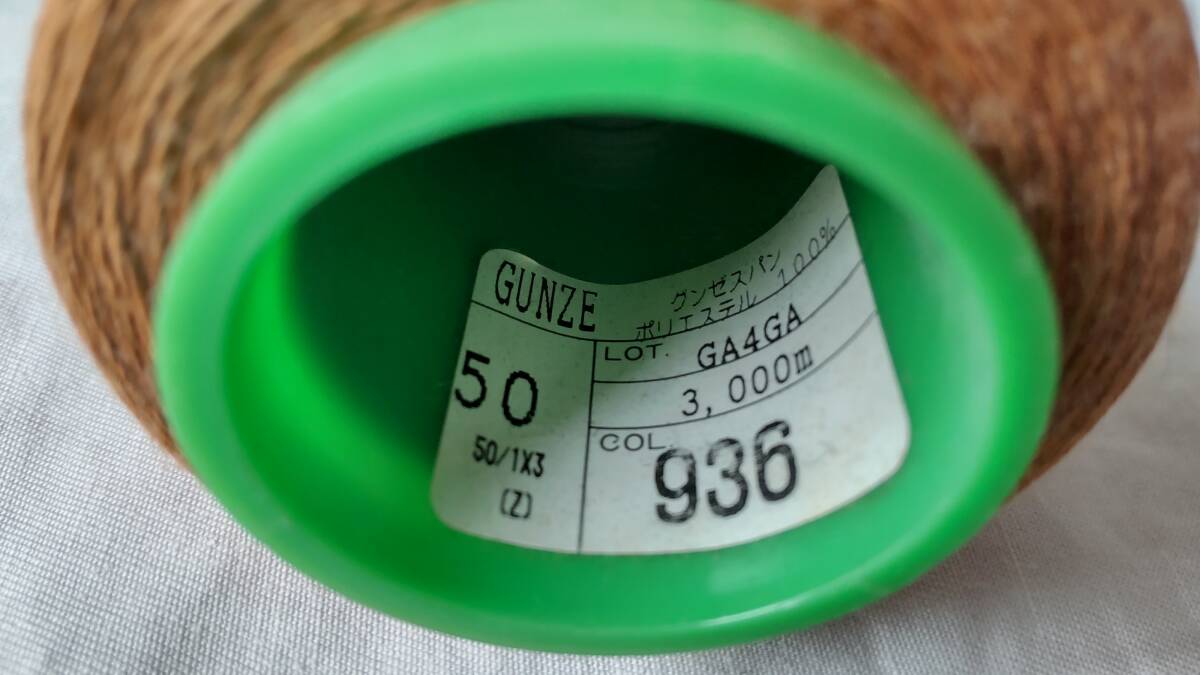 GUNZE
グンゼスパン
ポリエステル 100%
50
50/1X3
(Z)
LOT. GA4GA
3,000m
COL.
936